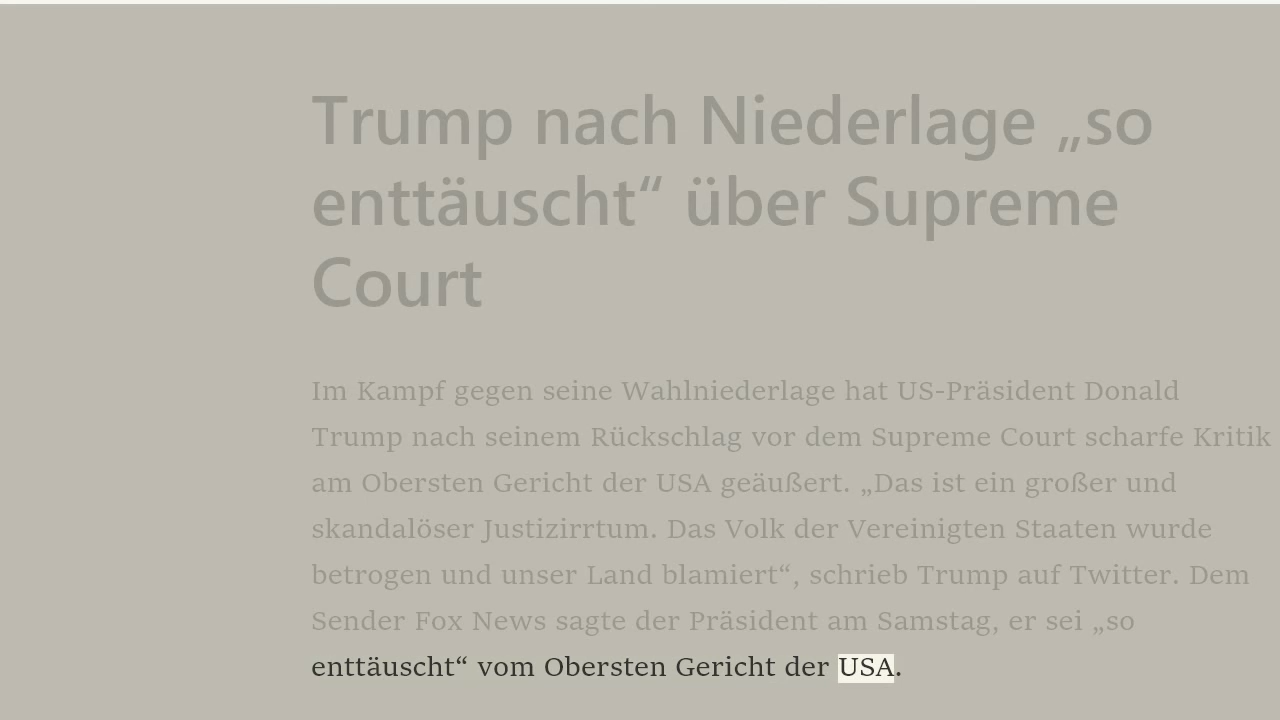 Trump nach Niederlage „so
enttäuscht“ über Supreme
Court
Im Kampf gegen seine Wahlniederlage hat US-Präsident Donald
Trump nach seinem Rückschlag vor dem Supreme Court scharfe Kritik
am Obersten Gericht der USA geäußert. „Das ist ein großer und
skandalöser Justizirrtum. Das Volk der Vereinigten Staaten wurde
betrogen und unser Land blamiert“, schrieb Trump auf Twitter. Dem
Sender Fox News sagte der Präsident am Samstag, er sei „so
enttäuscht“ vom Obersten Gericht der USA.